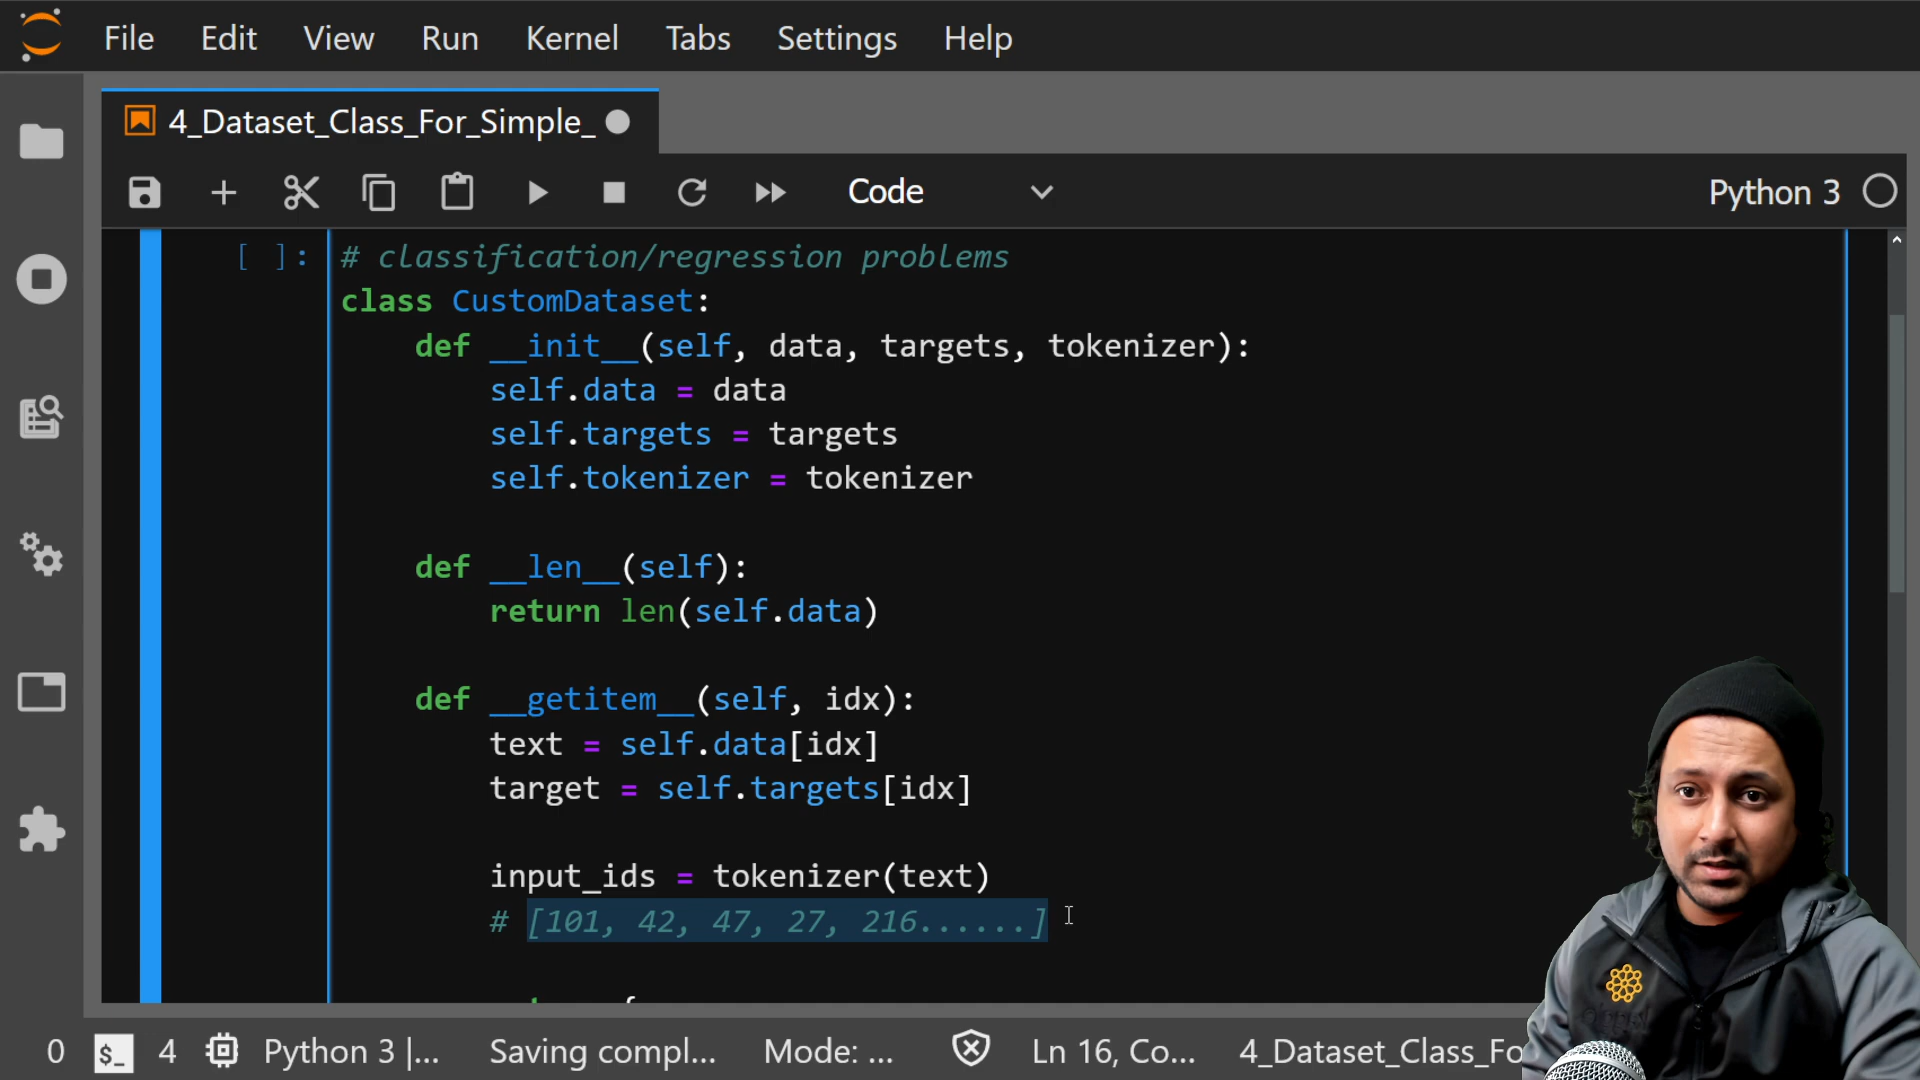 File Edit View Run Kernel Tabs Settings Help
4_Dataset_Class_For_Simple_
Code
Python 3
[ ]:
# classification/regression problems
class CustomDataset:
def __init__(self, data, targets, tokenizer):
self.data = data
self.targets = targets
self.tokenizer = tokenizer
def __len__(self):
return len(self.data)
def __getitem__(self, idx):
text = self.data[idx]
target = self.targets[idx]
input_ids = tokenizer(text)
# [101, 42, 47, 27, 216......]
0 $_ 4 Python 3 |... Saving compl... Mode: ... Ln 16, Co... 4_Dataset_Class_Fo